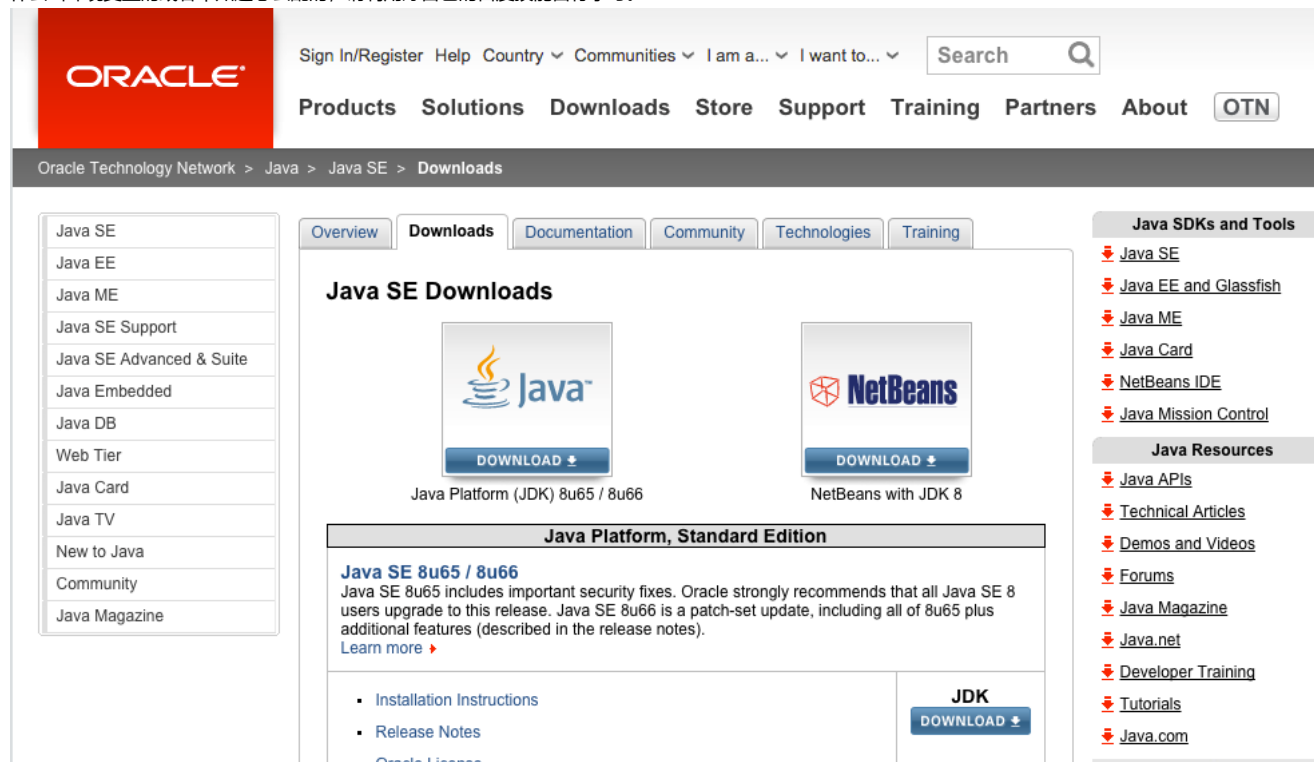 ORACLE
Sign In/Register Help Country Communities I am a... I want to... Search
Products Solutions Downloads Store Support Training Partners About OTN
Oracle Technology Network > Java > Java SE > Downloads
Java SE
Java EE
Java ME
Java SE Support
Java SE Advanced & Suite
Java Embedded
Java DB
Web Tier
Java Card
Java TV
New to Java
Community
Java Magazine
Overview Downloads Documentation Community Technologies Training
Java SE Downloads
Java
DOWNLOAD
Java Platform (JDK) 8u65 / 8u66
NetBeans
DOWNLOAD
NetBeans with JDK 8
Java Platform, Standard Edition
Java SE 8u65 / 8u66
Java SE 8u65 includes important security fixes. Oracle strongly recommends that all Java SE 8
users upgrade to this release. Java SE 8u66 is a patch-set update, including all of 8u65 plus
additional features (described in the release notes).
Learn more
Installation Instructions
Release Notes
JDK
DOWNLOAD
Java SDKs and Tools
Java SE
Java EE and Glassfish
Java ME
Java Card
NetBeans IDE
Java Mission Control
Java Resources
Java APIs
Technical Articles
Demos and Videos
Forums
Java Magazine
Java.net
Developer Training
Tutorials
Java.com